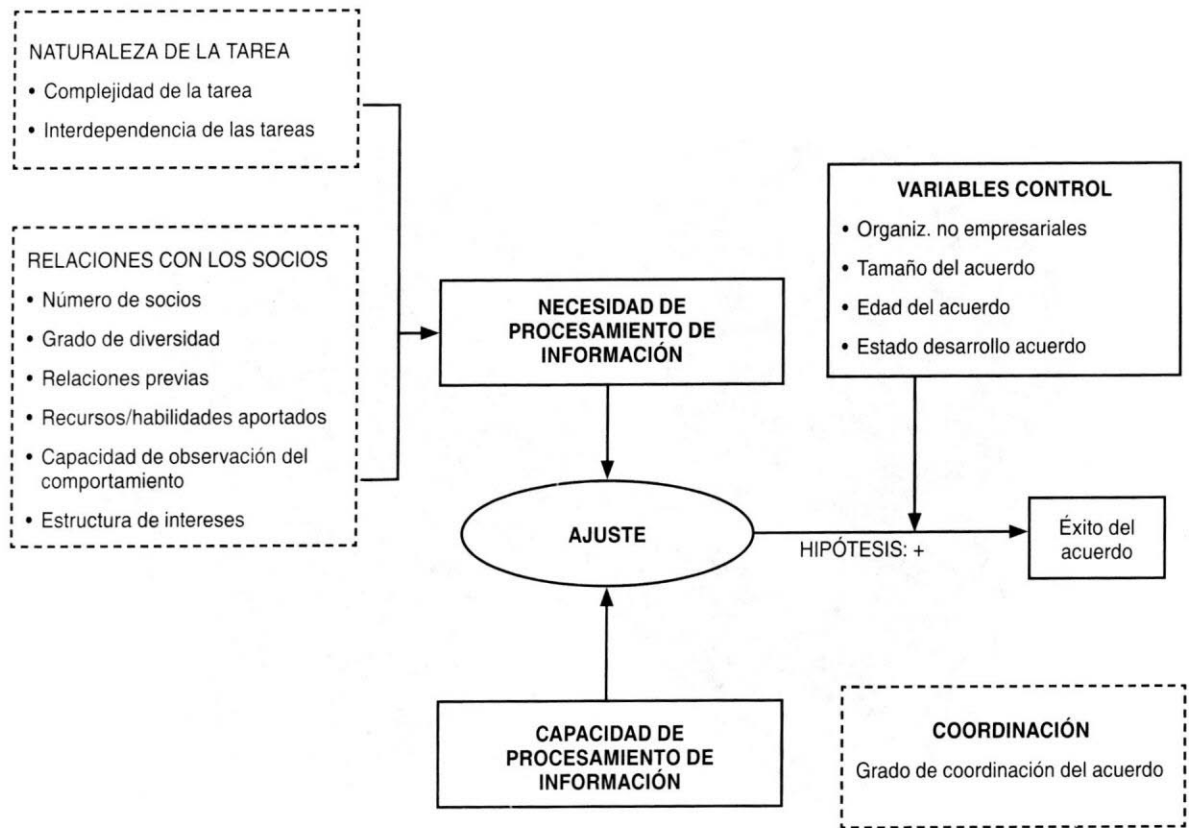 NATURALEZA DE LA TAREA
• Complejidad de la tarea
• Interdependencia de las tareas
RELACIONES CON LOS SOCIOS
• Número de socios
• Grado de diversidad
• Relaciones previas
• Recursos/habilidades aportados
• Capacidad de observación del
comportamiento
• Estructura de intereses
NECESIDAD DE
PROCESAMIENTO DE
INFORMACIÓN
VARIABLES CONTROL
• Organiz. no empresariales
• Tamaño del acuerdo
• Edad del acuerdo
• Estado desarrollo acuerdo
AJUSTE
HIPÓTESIS: +
Éxito del
acuerdo
CAPACIDAD DE
PROCESAMIENTO DE
INFORMACIÓN
COORDINACIÓN
Grado de coordinación del acuerdo